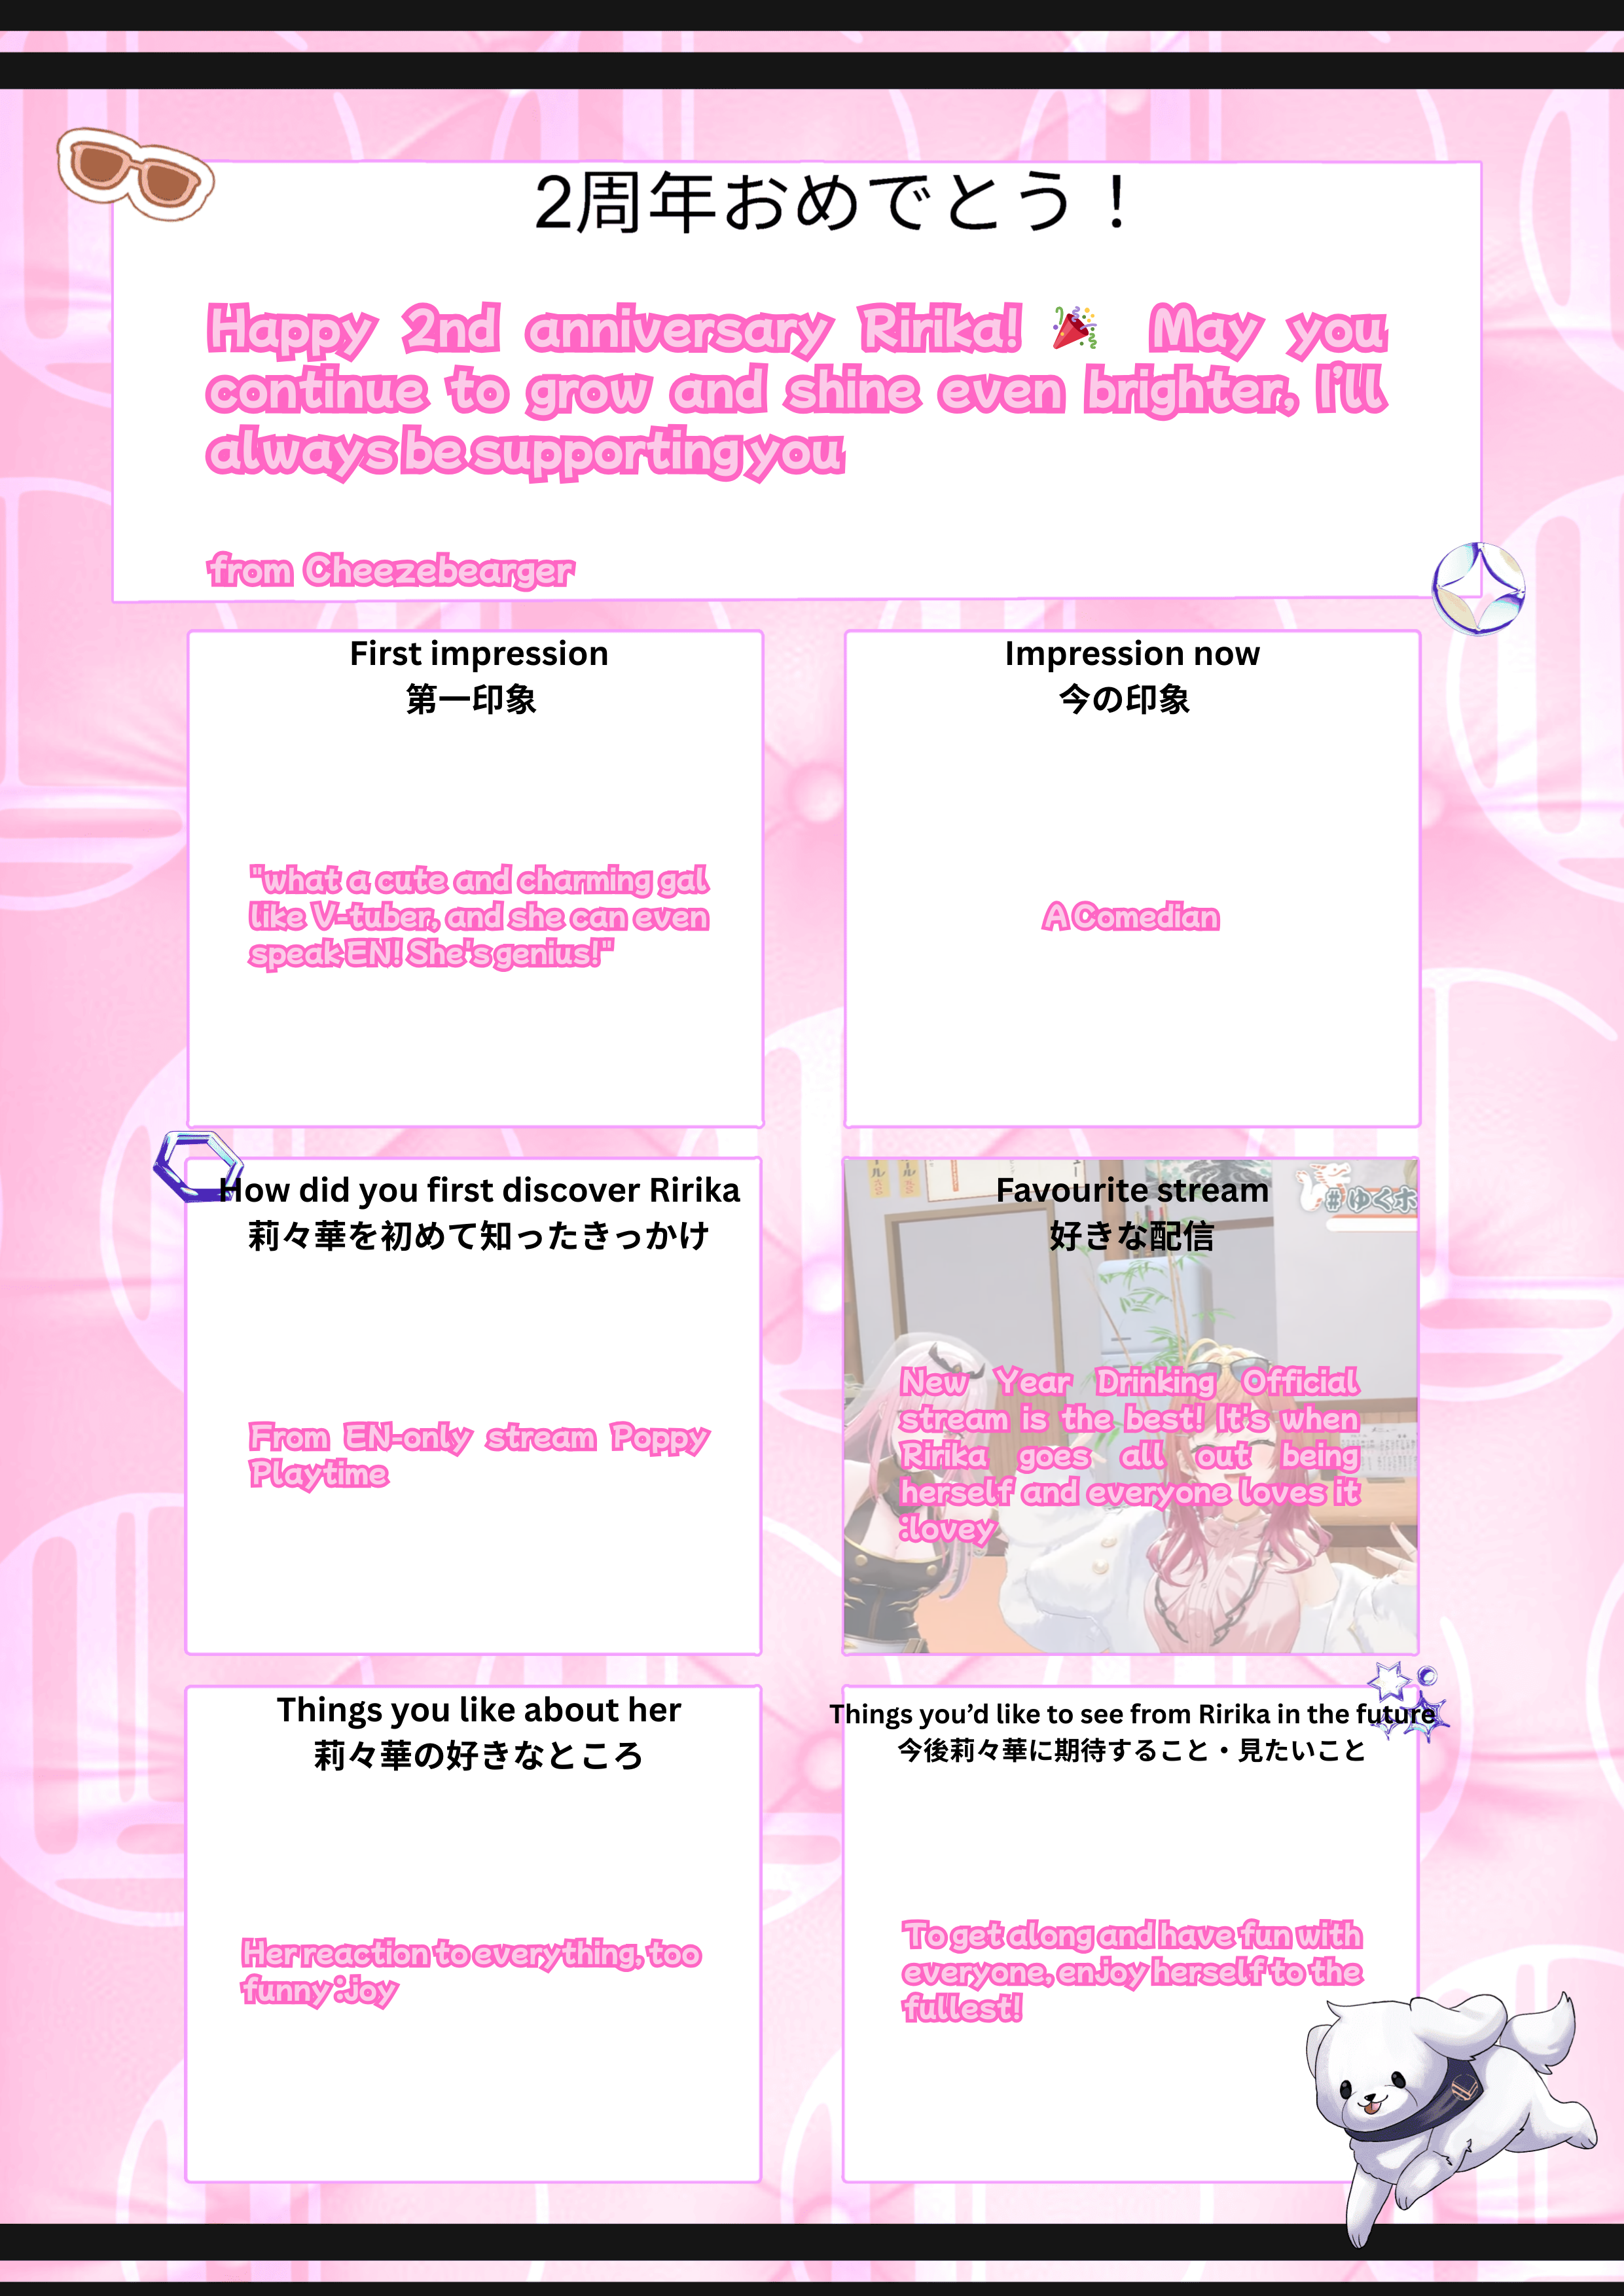 2周年おめでとう！
Happy 2nd anniversary Ririka! 🎉 May you
continue to grow and shine even brighter, I'll
always be supporting you
from Cheezebearger
First impression
第一印象
"what a cute and charming gal
like V-tuber, and she can even
speak EN! She's genius!"
Impression now
今の印象
A Comedian
How did you first discover Ririka
莉々華を初めて知ったきっかけ
From EN-only stream Poppy
Playtime
Favourite stream
好きな配信
#ゆくホ
New Year Drinking Official
stream is the best! It's when
Ririka goes all out being
herself and everyone loves it
:lovey
Things you like about her
莉々華の好きなところ
Her reaction to everything, too
funny :joy
Things you’d like to see from Ririka in the future
今後莉々華に期待すること・見たいこと
To get along and have fun with
everyone, enjoy herself to the
fullest!